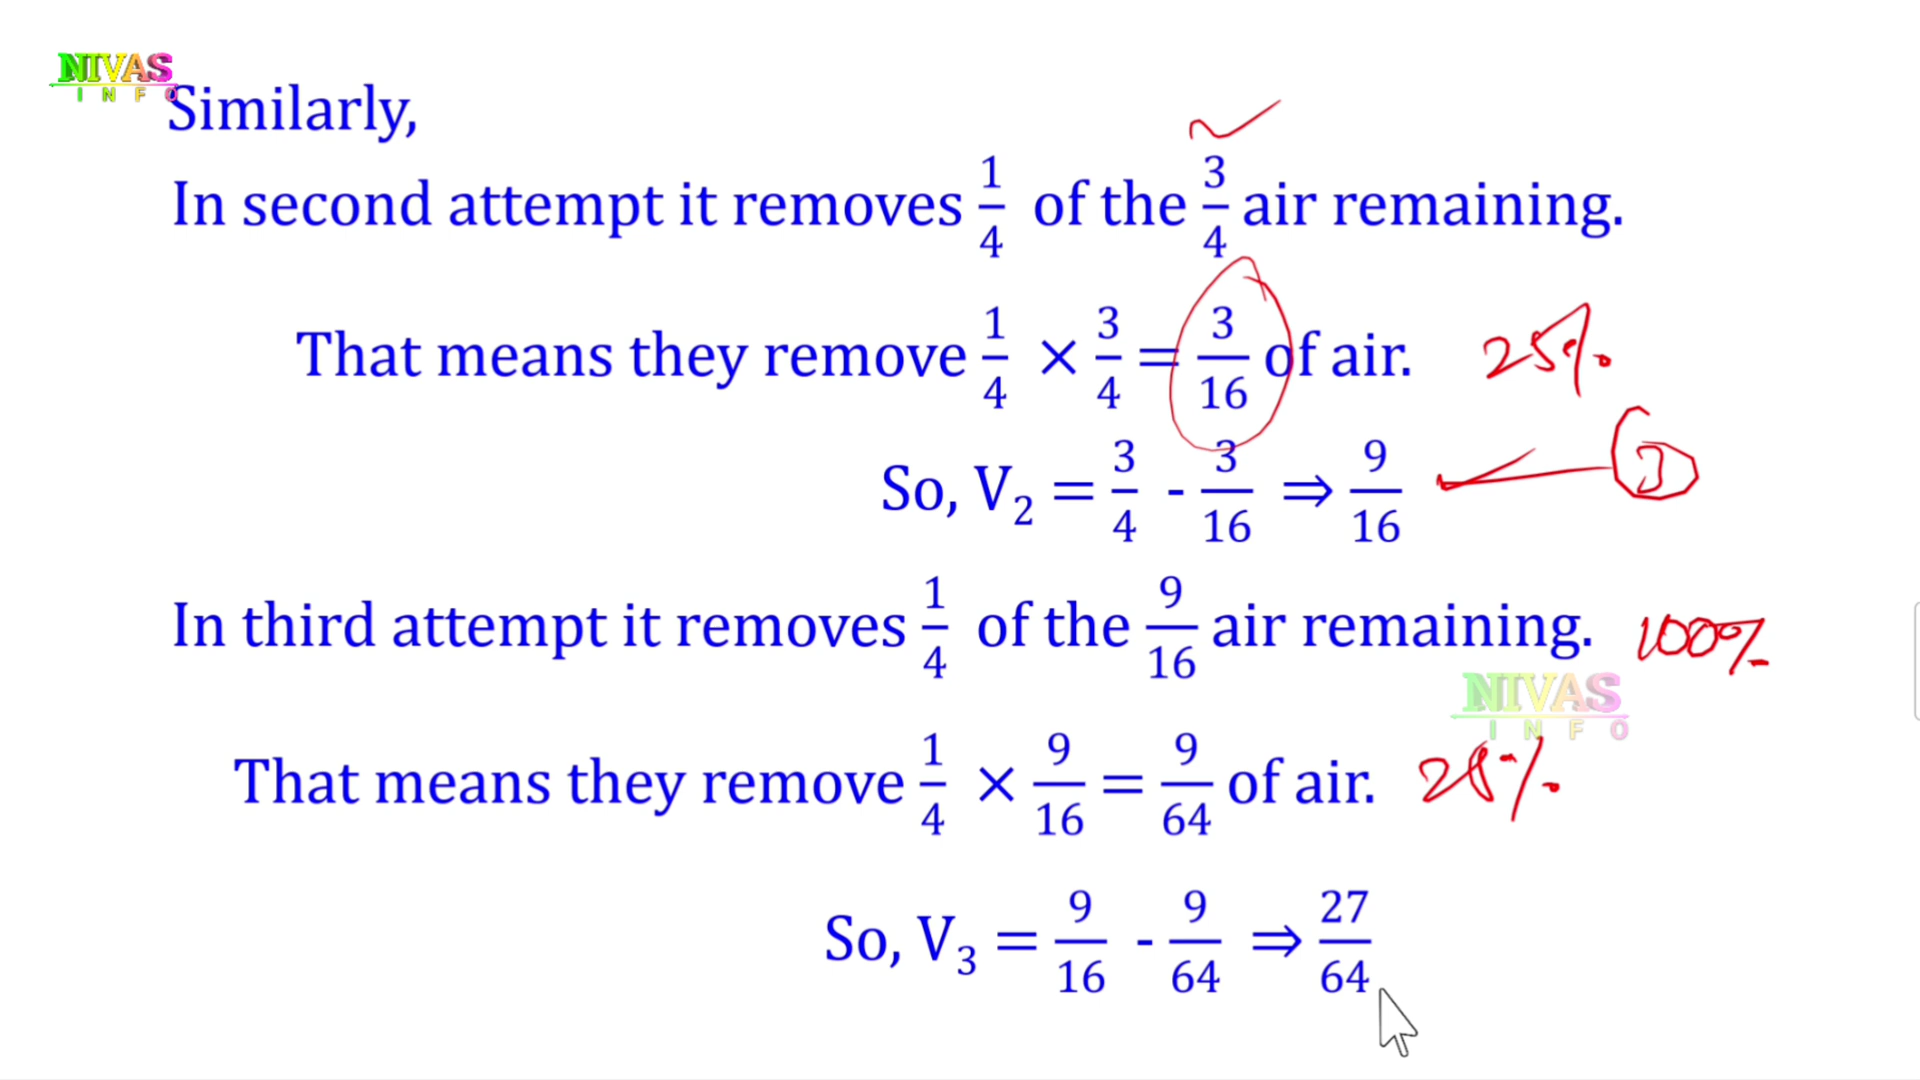 NIVAS
INFO
Similarly,
In second attempt it removes 1/4 of the 3/4 air remaining.
That means they remove 1/4 × 3/4 = 3/16 of air. 25%
So, V₂ = 3/4 - 3/16 ⇒ 9/16
In third attempt it removes 1/4 of the 9/16 air remaining. 100%
NIVAS
INFO
That means they remove 1/4 × 9/16 = 9/64 of air. 25%
So, V₃ = 9/16 - 9/64 ⇒ 27/64